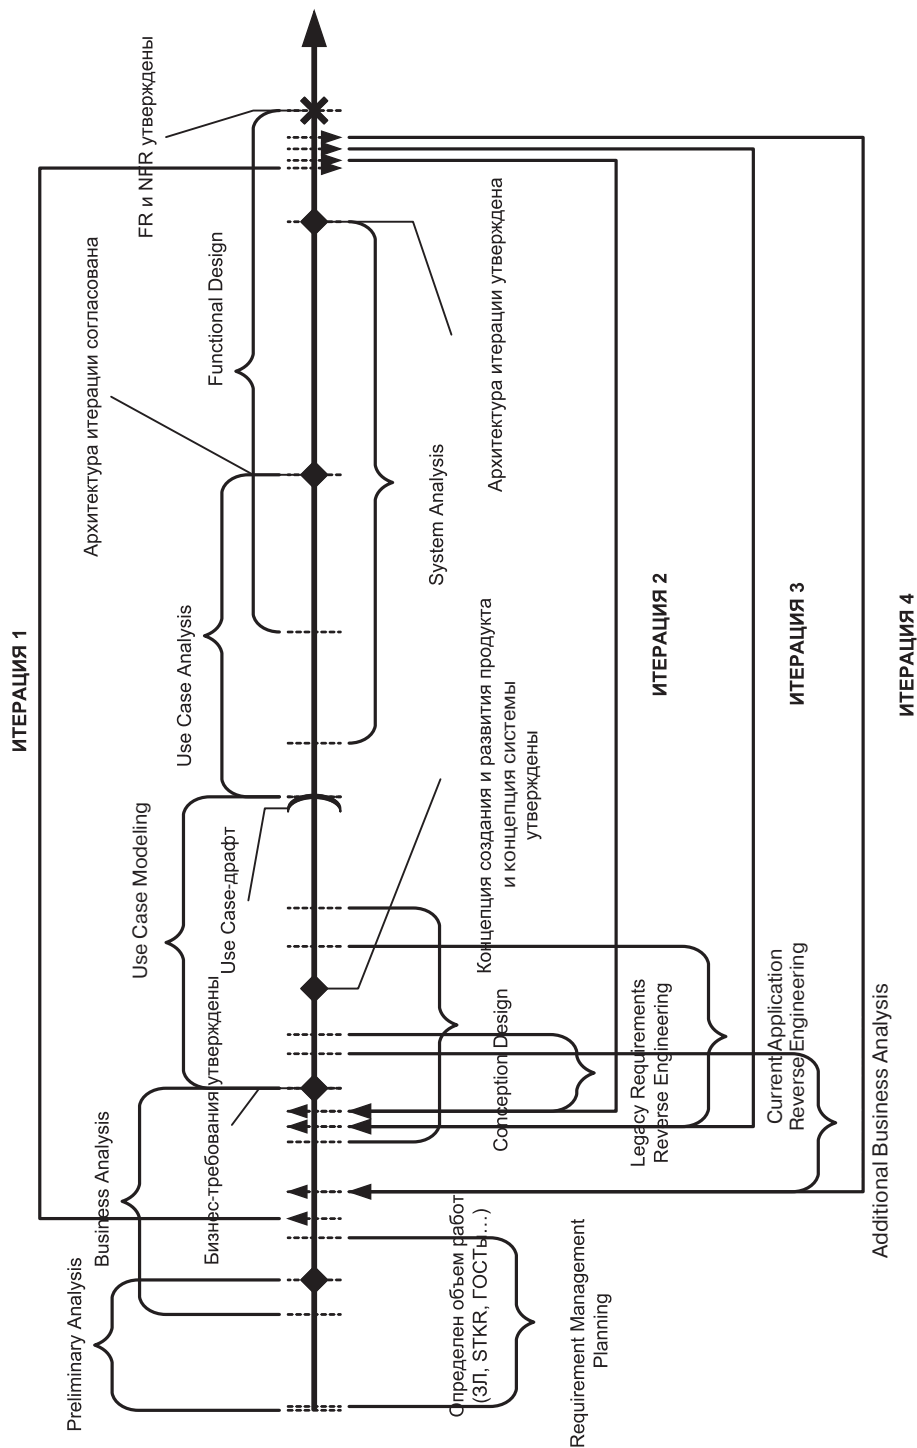 ИТЕРАЦИЯ 1
Preliminary Analysis
Business Analysis
Use Case Modeling
Use Case Analysis
Functional Design
Архитектура итерации согласована
FR и NFR утверждены
Бизнес-требования утверждены
Use Case-драфт
Определен объем работ
(ЗЛ, STKR, ГОСТы…)
Requirement Management
Planning
Conception Design
Концепция создания и развития продукта
и концепция системы
утверждены
System Analysis
Архитектура итерации утверждена
Legacy Requirements
Reverse Engineering
ИТЕРАЦИЯ 2
Current Application
Reverse Engineering
ИТЕРАЦИЯ 3
Additional Business Analysis
ИТЕРАЦИЯ 4